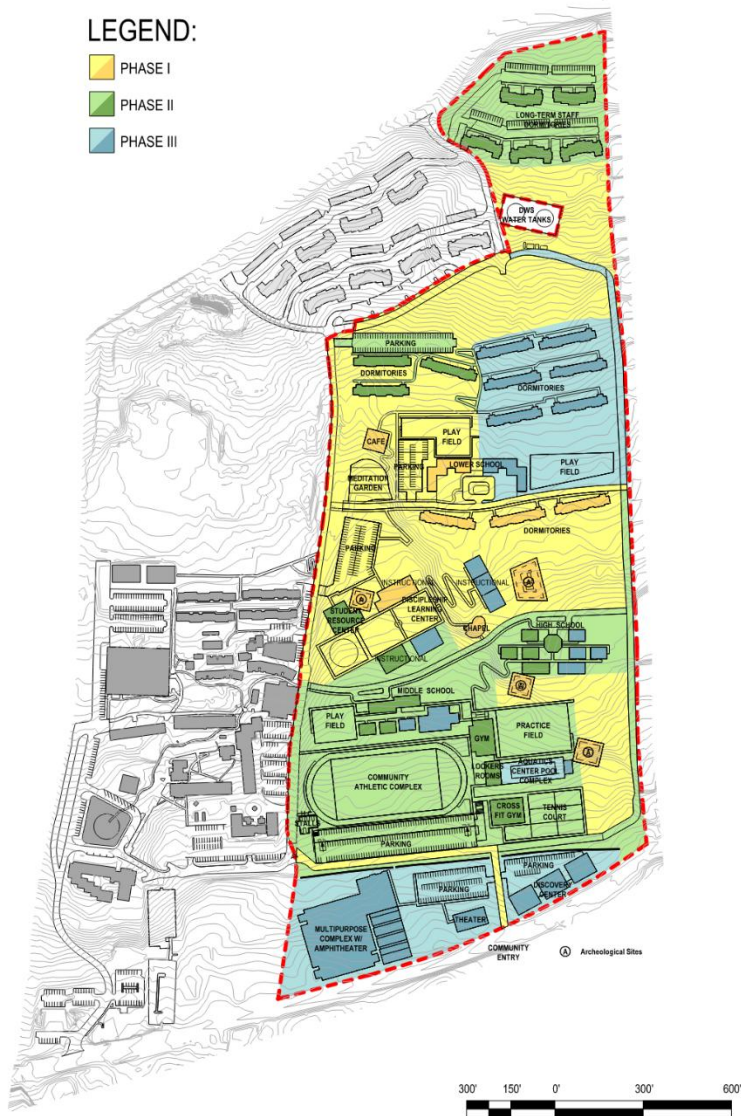 LEGEND:
PHASE I
PHASE II
PHASE III
LONG-TERM STAFF
DORMITORIES
DWS
WATER TANKS
PARKING
DORMITORIES
DORMITORIES
CAFE
PLAY
FIELD
PARKING
LOWER SCHOOL
PLAY
FIELD
MEDITATION
GARDEN
DORMITORIES
PARKING
INSTRUCTIONAL
INSTRUCTIONAL
A
A
DISCIPLESHIP
LEARNING
CENTER
STUDENT
RESOURCE
CENTER
CHAPEL
HIGH SCHOOL
INSTRUCTIONAL
A
MIDDLE SCHOOL
PLAY
FIELD
GYM
PRACTICE
FIELD
A
LOCKERS
ROOMS
AQUATICS
CENTER POOL
COMPLEX
COMMUNITY
ATHLETIC COMPLEX
CROSS
FIT GYM
TENNIS
COURT
STALLS
PARKING
PARKING
PARKING
DISCOVERY
CENTER
THEATER
MULTIPURPOSE
COMPLEX W/
AMPHITHEATER
COMMUNITY
ENTRY
A Archeological Sites
300' 150' 0' 300' 600'